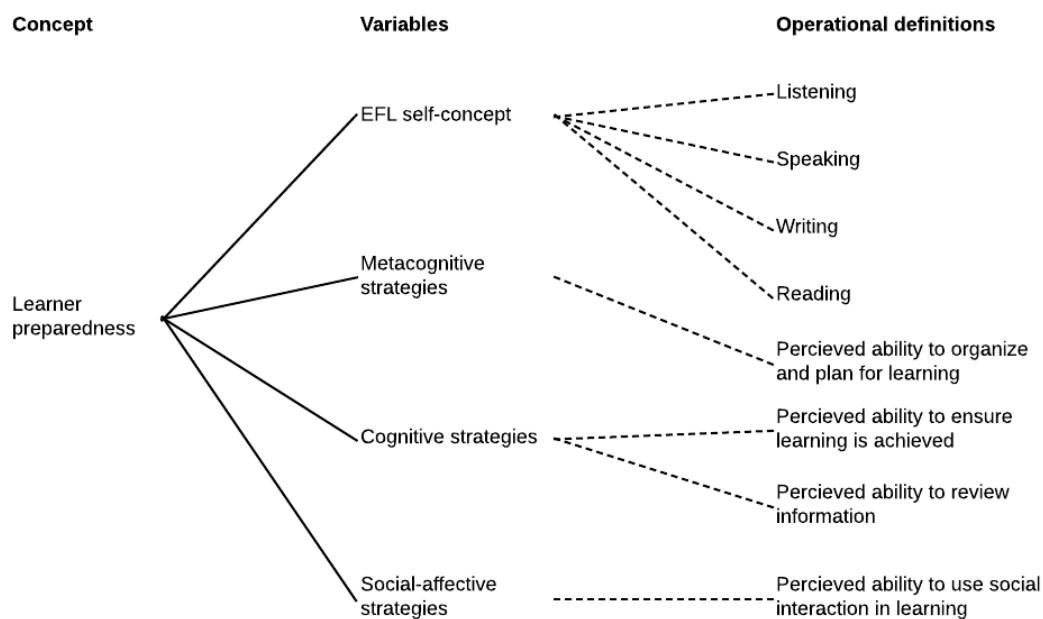 Concept
Variables
Operational definitions
Listening
EFL self-concept
Speaking
Writing
Metacognitive
strategies
Reading
Learner
preparedness
Percieved ability to organize
and plan for learning
Cognitive strategies
Percieved ability to ensure
learning is achieved
Percieved ability to review
information
Social-affective
strategies
Percieved ability to use social
interaction in learning